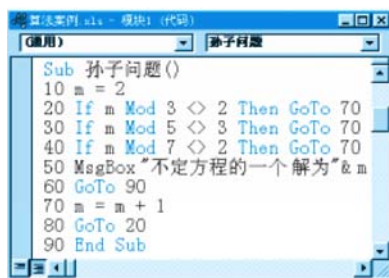 算法案例.xls - 模块1 (代码)
(通用) 孙子问题
Sub 孙子问题()
10 m = 2
20 If m Mod 3 <> 2 Then GoTo 70
30 If m Mod 5 <> 3 Then GoTo 70
40 If m Mod 7 <> 2 Then GoTo 70
50 MsgBox "不定方程的一个 解为"& m
60 GoTo 90
70 m = m + 1
80 GoTo 20
90 End Sub